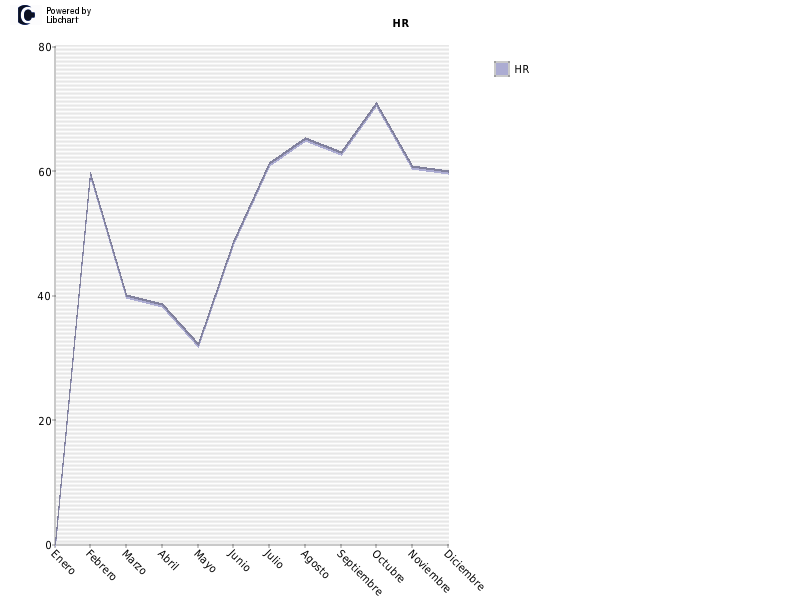 Powered by
Libchart
HR
HR
80
60
40
20
0
Enero
Febrero
Marzo
Abril
Mayo
Junio
Julio
Agosto
Septiembre
Octubre
Noviembre
Diciembre